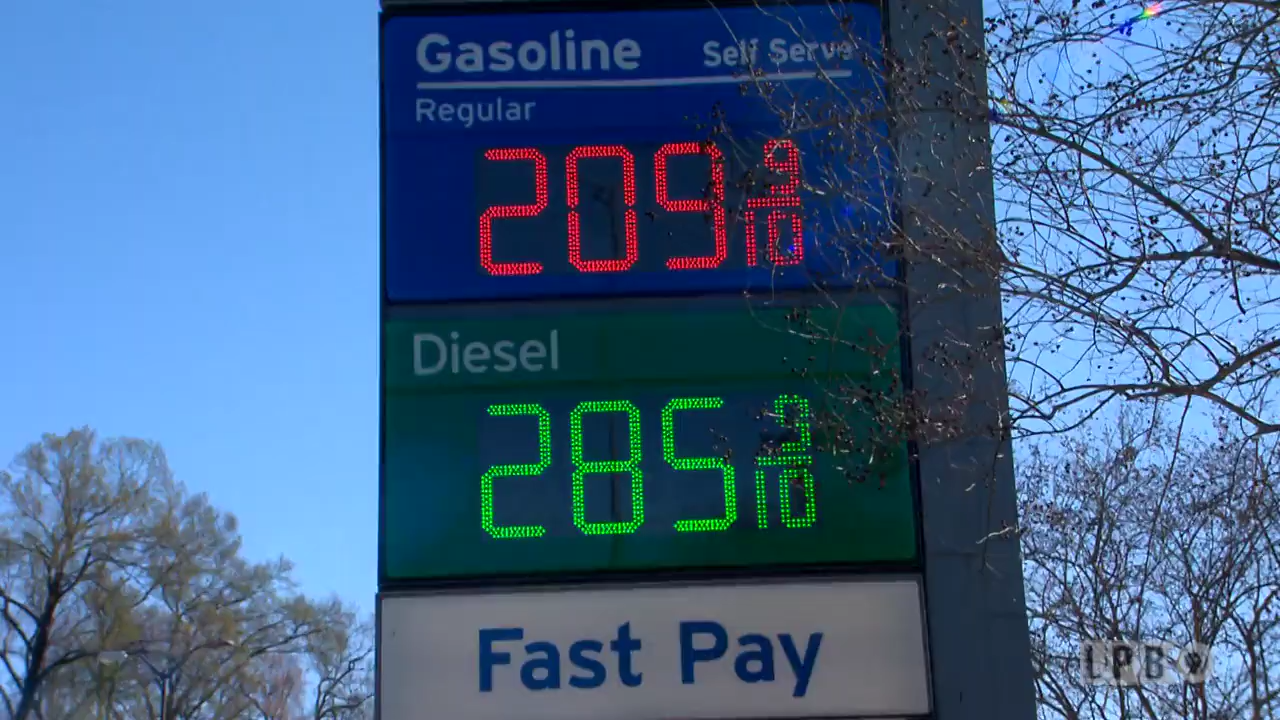 Gasoline Self Serve
Regular
209 9/10
Diesel
285 9/10
Fast Pay
LPB